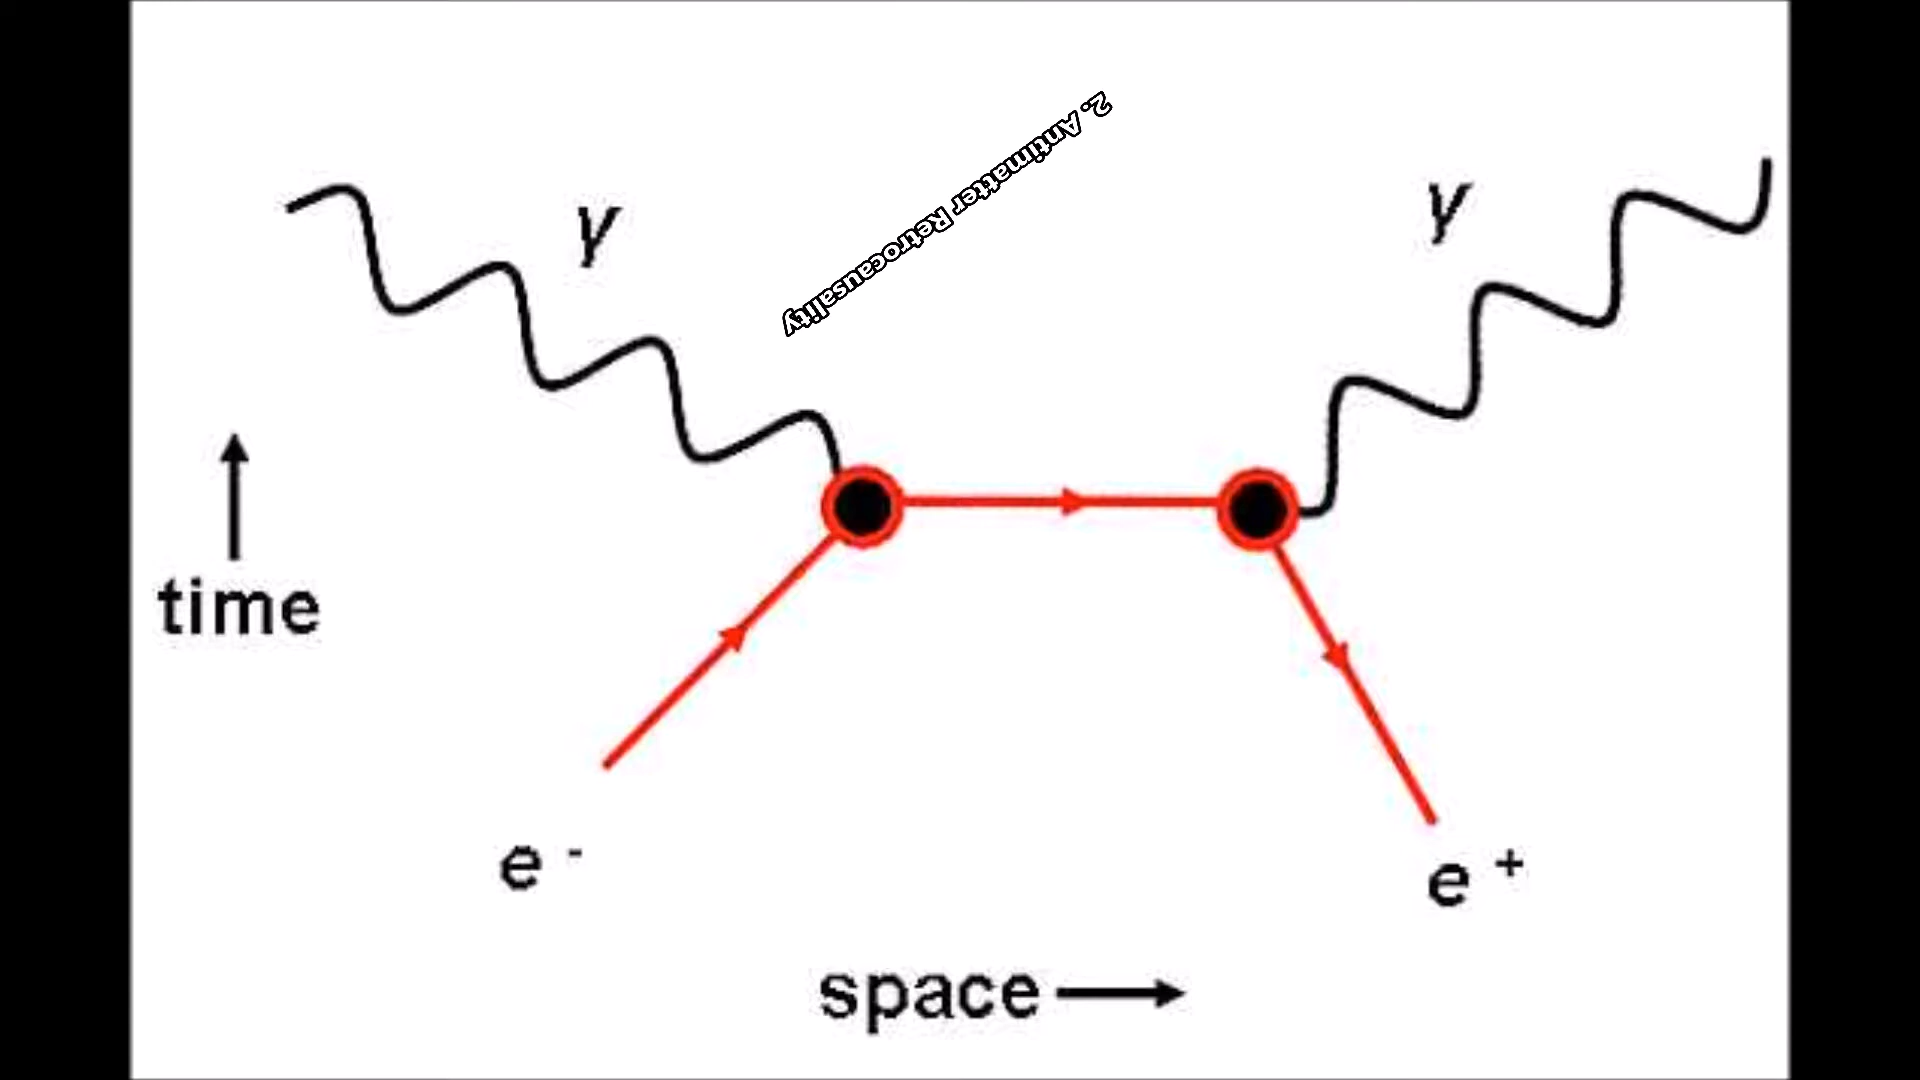 2. Antimatter Retrocausality
γ
γ
time
e -
e +
space